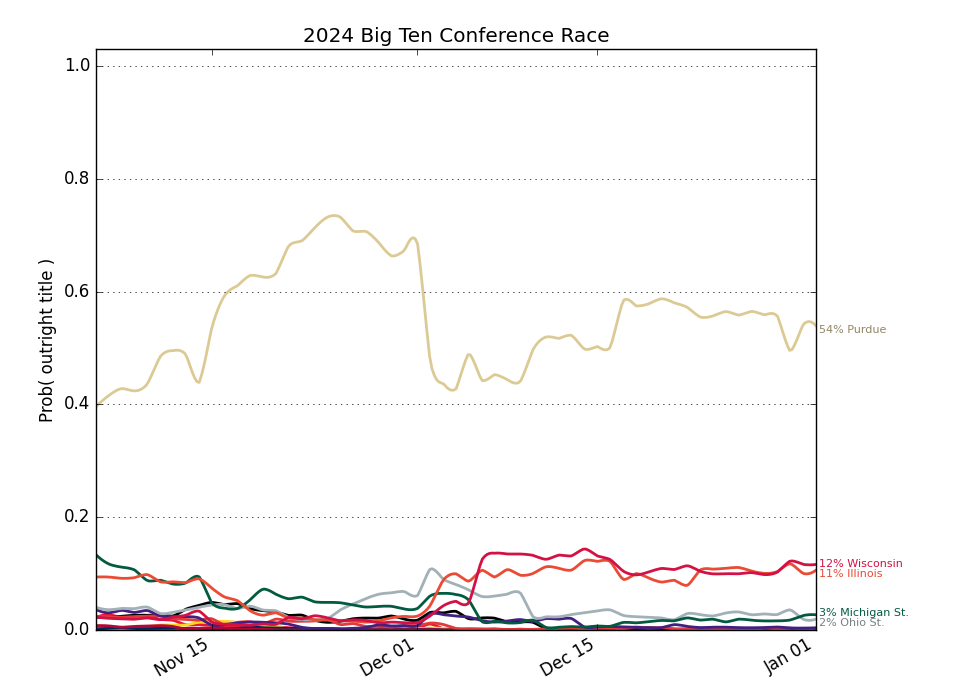 2024 Big Ten Conference Race
Prob( outright title )
1.0
0.8
0.6
0.4
0.2
0.0
54% Purdue
12% Wisconsin
11% Illinois
3% Michigan St.
2% Ohio St.
Nov 15
Dec 01
Dec 15
Jan 01